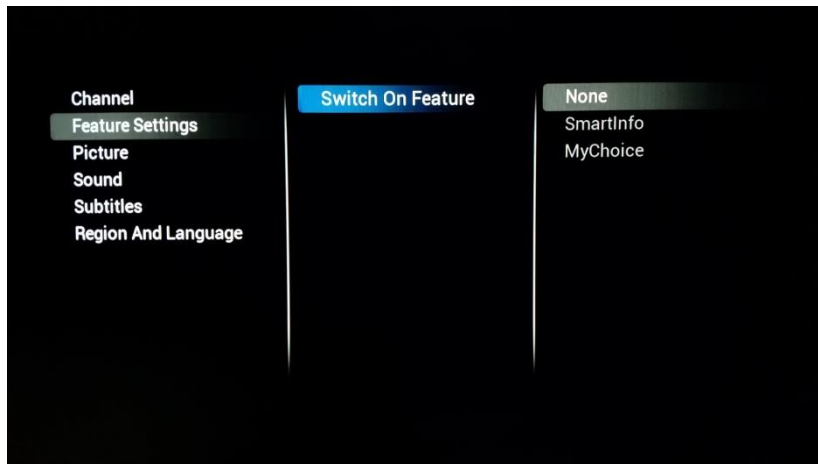 Channel
Feature Settings
Picture
Sound
Subtitles
Region And Language
Switch On Feature
None
SmartInfo
MyChoice